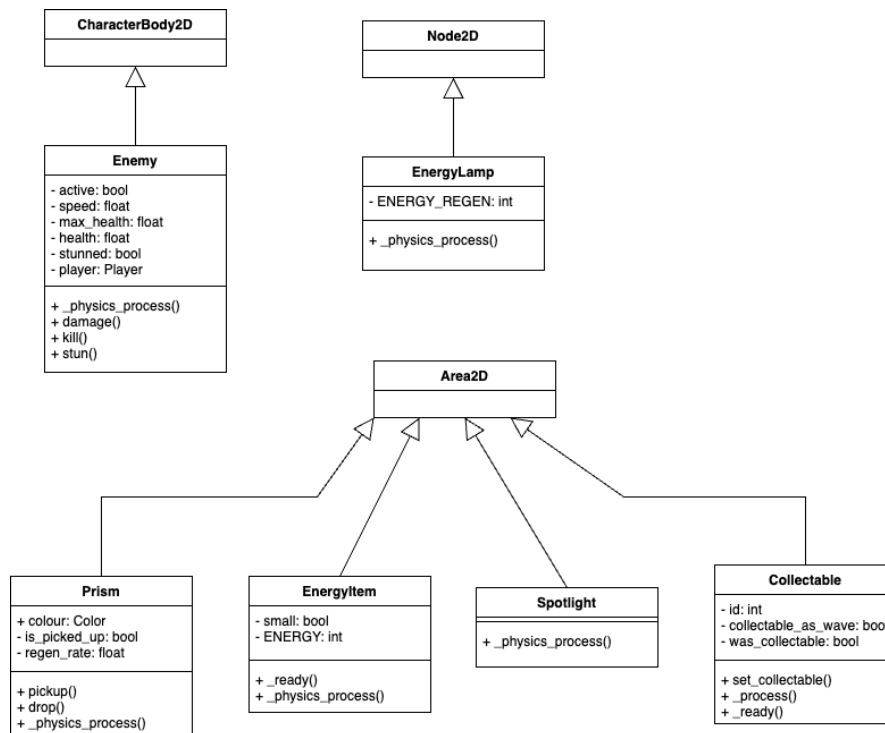 CharacterBody2D
Node2D
Enemy
- active: bool
- speed: float
- max_health: float
- health: float
- stunned: bool
- player: Player
+ _physics_process()
+ damage()
+ kill()
+ stun()
EnergyLamp
- ENERGY_REGEN: int
+ _physics_process()
Area2D
Prism
+ colour: Color
- is_picked_up: bool
- regen_rate: float
+ pickup()
+ drop()
+ _physics_process()
EnergyItem
- small: bool
- ENERGY: int
+ _ready()
+ _physics_process()
Spotlight
+ _physics_process()
Collectable
- id: int
- collectable_as_wave: boo
- was_collectable: bool
+ set_collectable()
+ _process()
+ _ready()